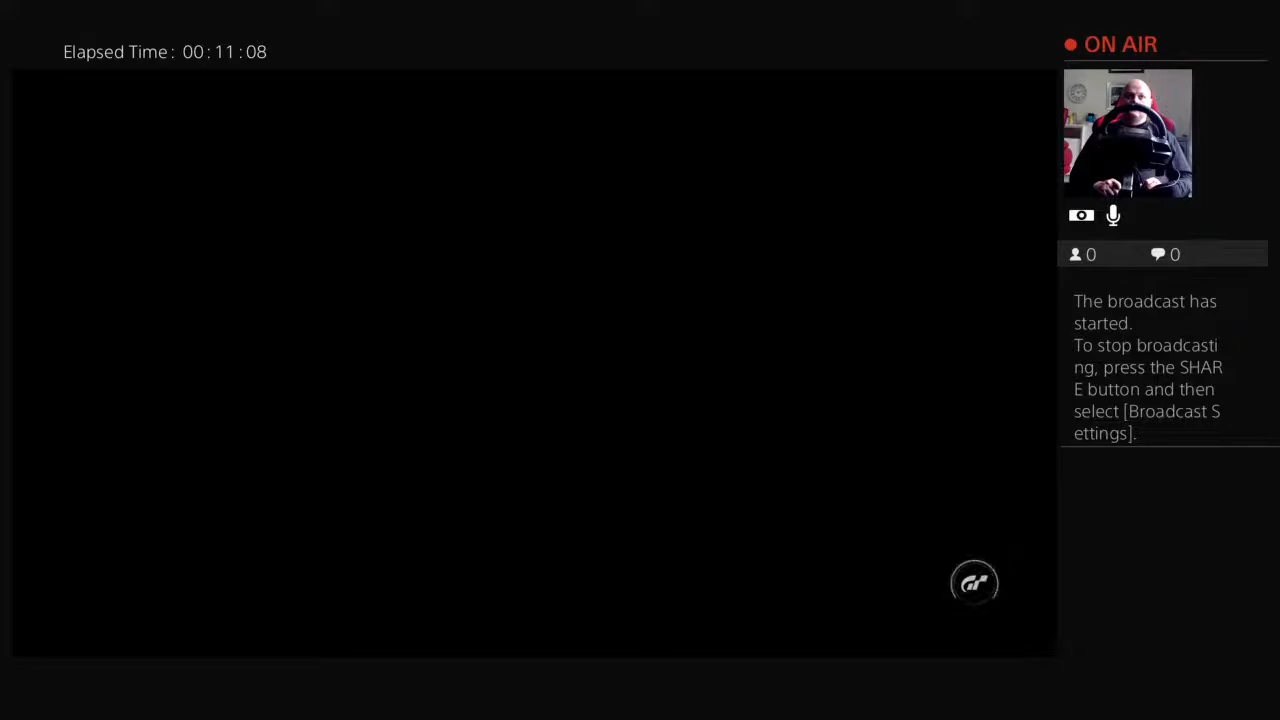 Elapsed Time: 00:11:08
ON AIR
0
0
The broadcast has
started.
To stop broadcasti
ng, press the SHAR
E button and then
select [Broadcast S
ettings].
GT